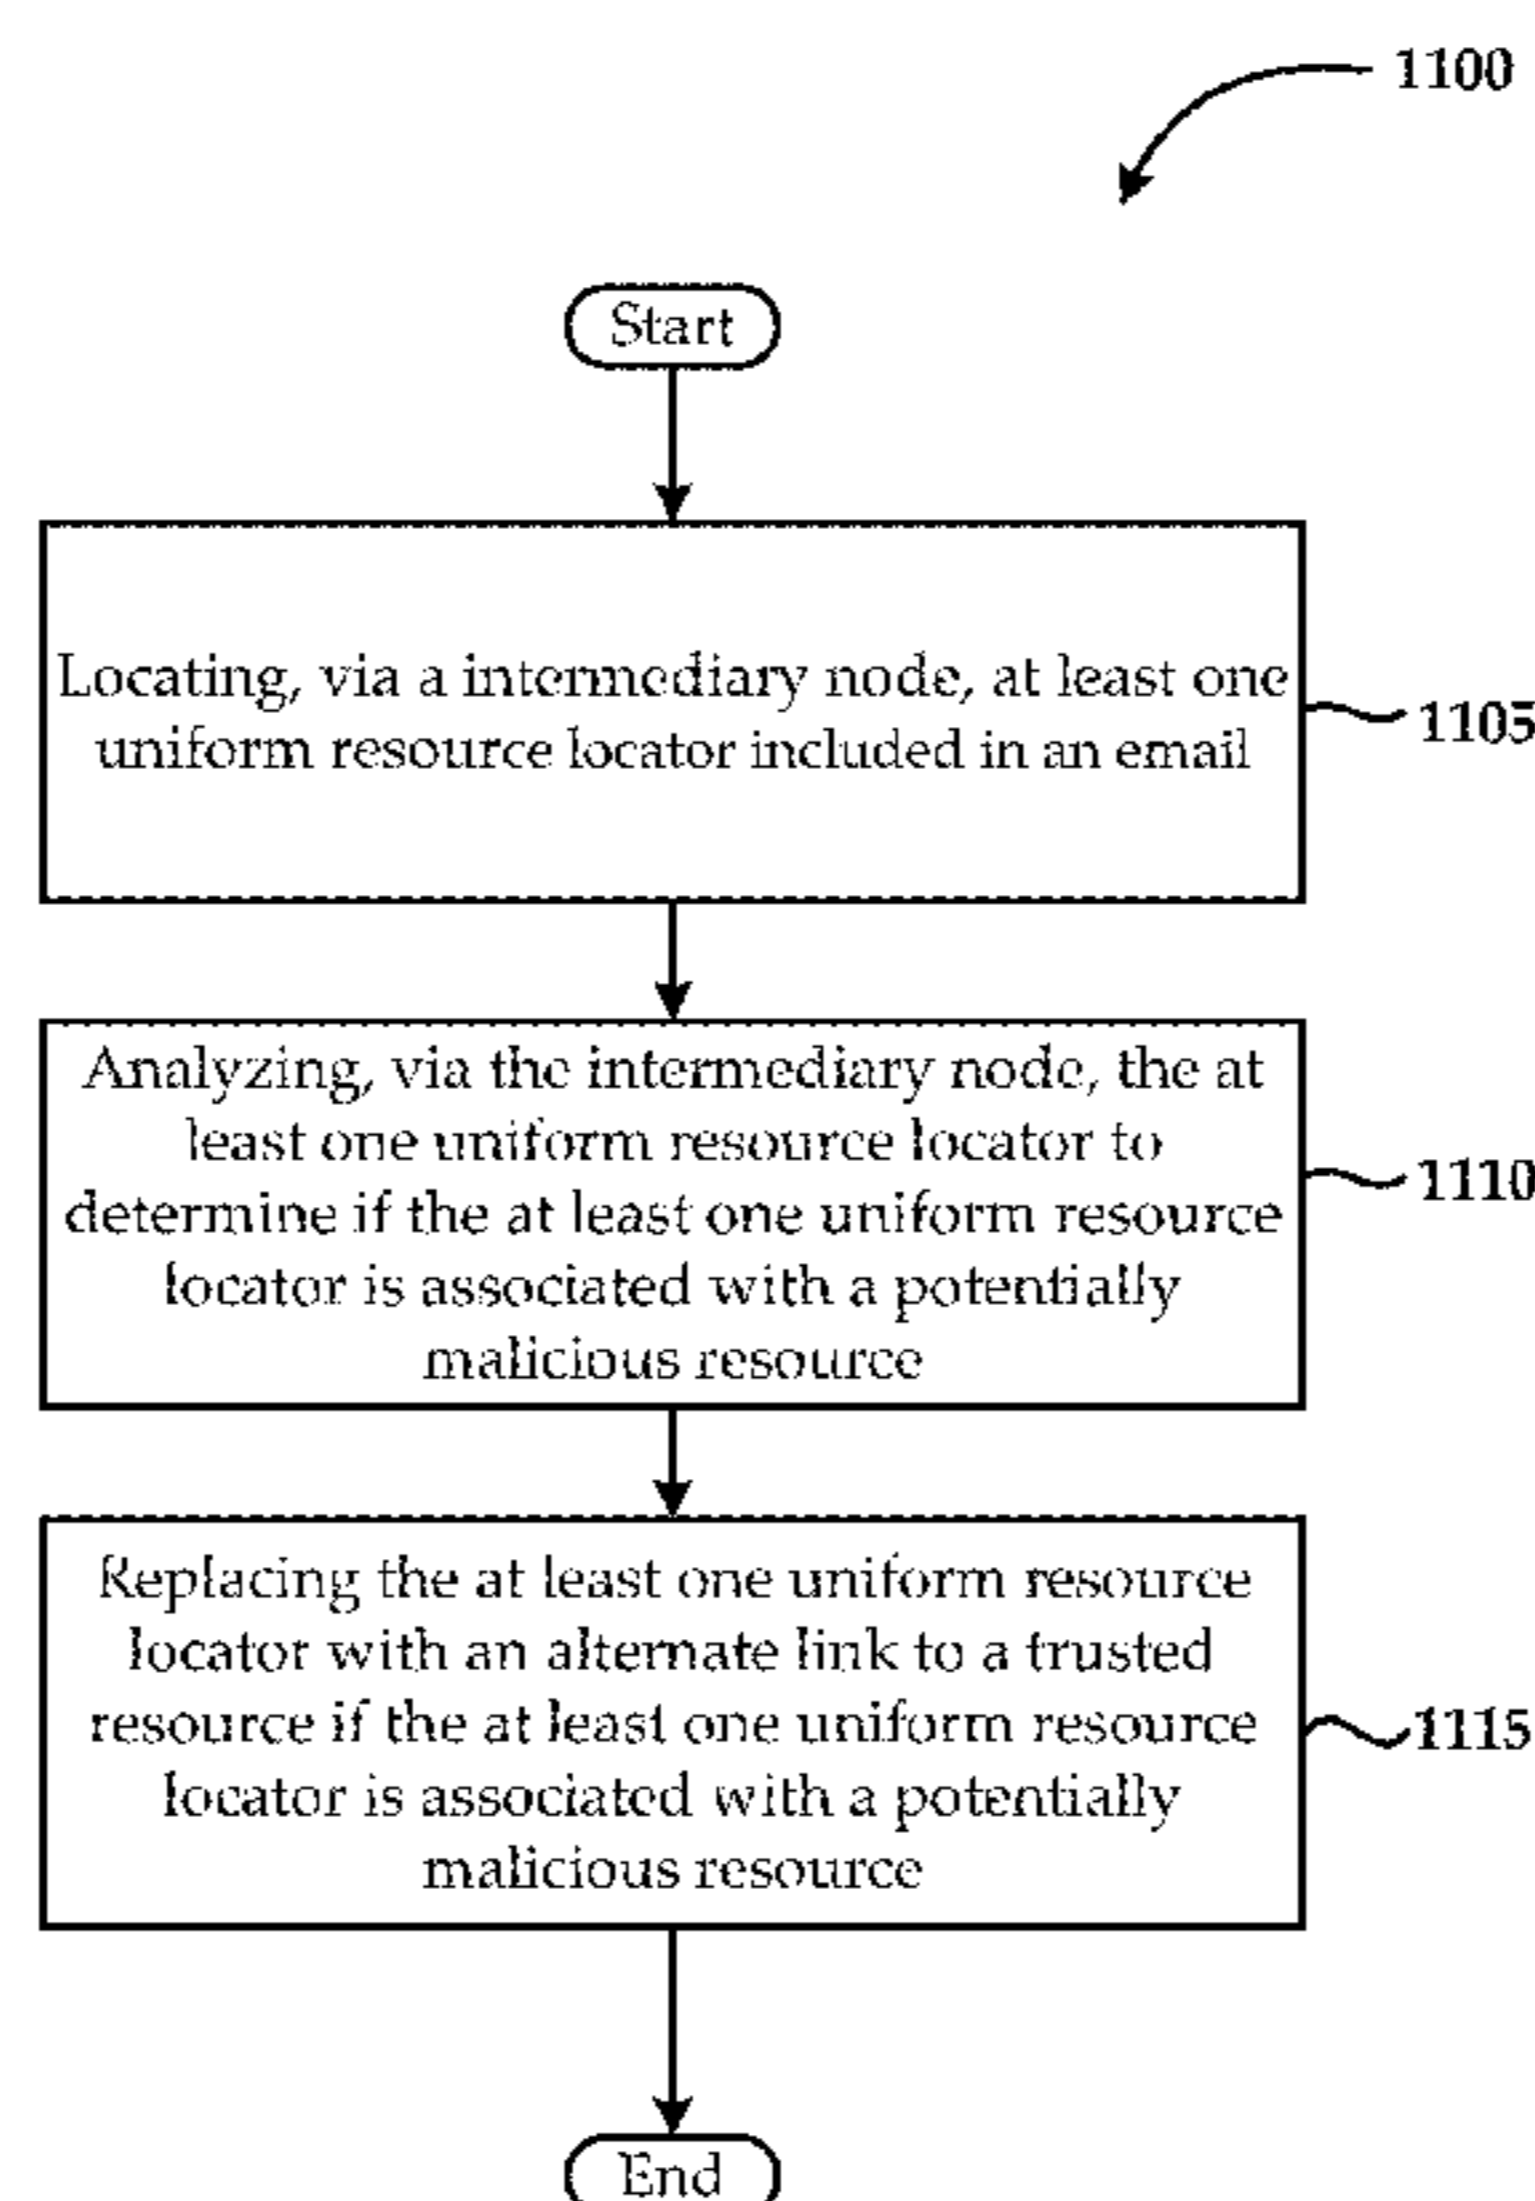 1100
Start
Locating, via a intermediary node, at least one
uniform resource locator included in an email
1105
Analyzing, via the intermediary node, the at
least one uniform resource locator to
determine if the at least one uniform resource
locator is associated with a potentially
malicious resource
1110
Replacing the at least one uniform resource
locator with an alternate link to a trusted
resource if the at least one uniform resource
locator is associated with a potentially
malicious resource
1115
End